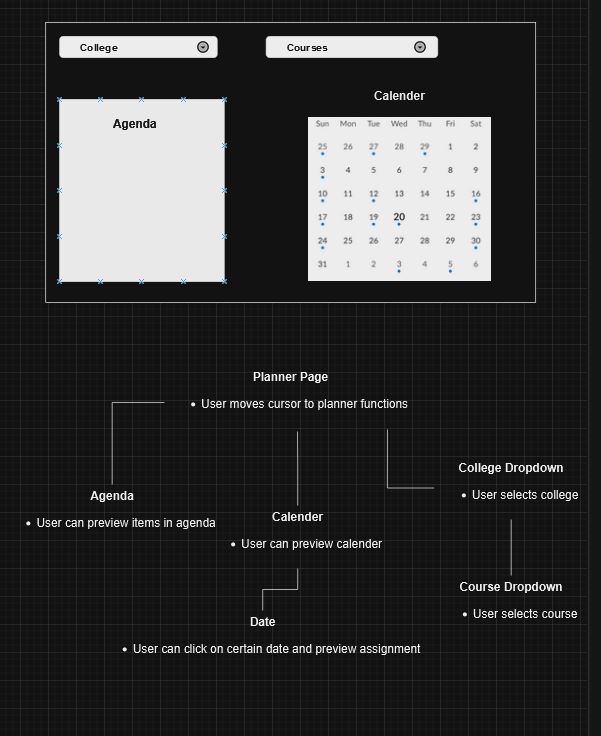 College
Courses
Agenda
Calender
Sun Mon Tue Wed Thu Fri Sat
25 26 27 28 29 1 2
3 4 5 6 7 8 9
10 11 12 13 14 15 16
17 18 19 20 21 22 23
24 25 26 27 28 29 30
31 1 2 3 4 5 6
Planner Page
• User moves cursor to planner functions
Agenda
• User can preview items in agenda
Calender
• User can preview calender
Date
• User can click on certain date and preview assignment
College Dropdown
• User selects college
Course Dropdown
• User selects course